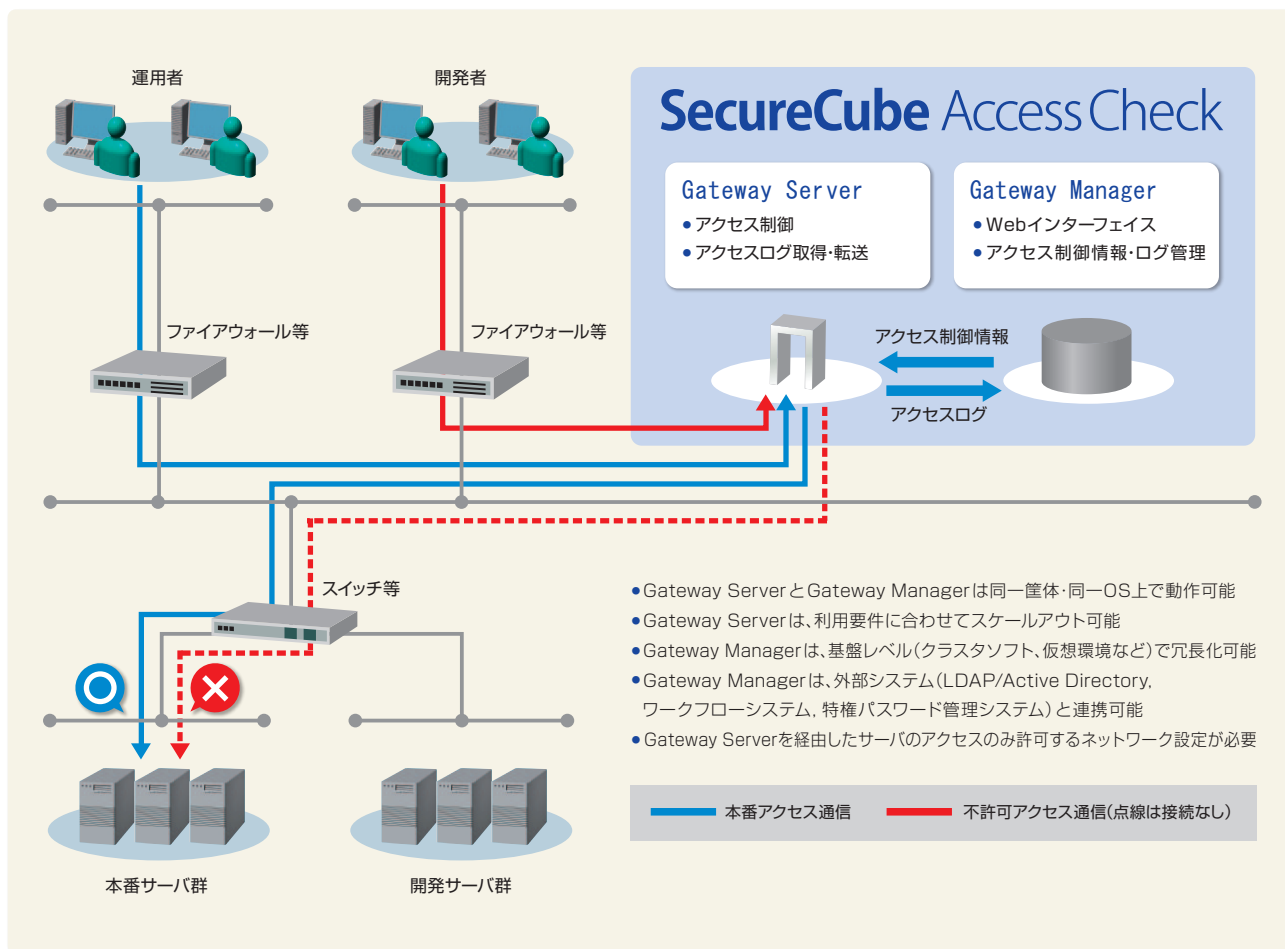 運用者
開発者
SecureCube Access Check
Gateway Server
•アクセス制御
•アクセスログ取得・転送
Gateway Manager
•Webインターフェイス
•アクセス制御情報・ログ管理
ファイアウォール等
ファイアウォール等
アクセス制御情報
アクセスログ
スイッチ等
•Gateway ServerとGateway Managerは同一筐体・同一OS上で動作可能
•Gateway Serverは、利用要件に合わせてスケールアウト可能
•Gateway Managerは、基盤レベル(クラスタソフト、仮想環境など)で冗長化可能
•Gateway Managerは、外部システム(LDAP/Active Directory,
ワークフローシステム, 特権パスワード管理システム)と連携可能
•Gateway Serverを経由したサーバのアクセスのみ許可するネットワーク設定が必要
本番アクセス通信
不許可アクセス通信(点線は接続なし)
本番サーバ群
開発サーバ群